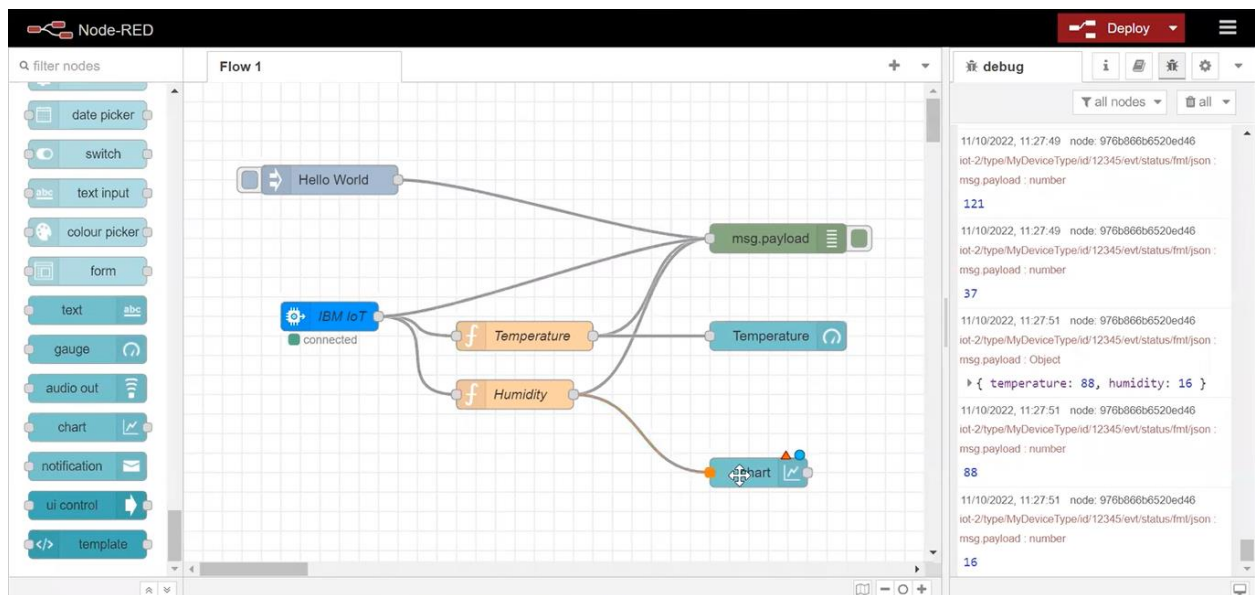 Node-RED
Deploy
filter nodes
Flow 1
debug
i
all nodes
all
date picker
switch
abc text input
colour picker
form
text abc
gauge
audio out
chart
notification
ui control
</> template
Hello World
msg.payload
IBM IoT
connected
f Temperature
Temperature
f Humidity
chart
11/10/2022, 11:27:49 node: 976b866b6520ed46
iot-2/type/MyDeviceType/id/12345/evt/status/fmt/json :
msg.payload : number
121
11/10/2022, 11:27:49 node: 976b866b6520ed46
iot-2/type/MyDeviceType/id/12345/evt/status/fmt/json :
msg.payload : number
37
11/10/2022, 11:27:51 node: 976b866b6520ed46
iot-2/type/MyDeviceType/id/12345/evt/status/fmt/json :
msg.payload : Object
{ temperature: 88, humidity: 16 }
11/10/2022, 11:27:51 node: 976b866b6520ed46
iot-2/type/MyDeviceType/id/12345/evt/status/fmt/json :
msg.payload : number
88
11/10/2022, 11:27:51 node: 976b866b6520ed46
iot-2/type/MyDeviceType/id/12345/evt/status/fmt/json :
msg.payload : number
16